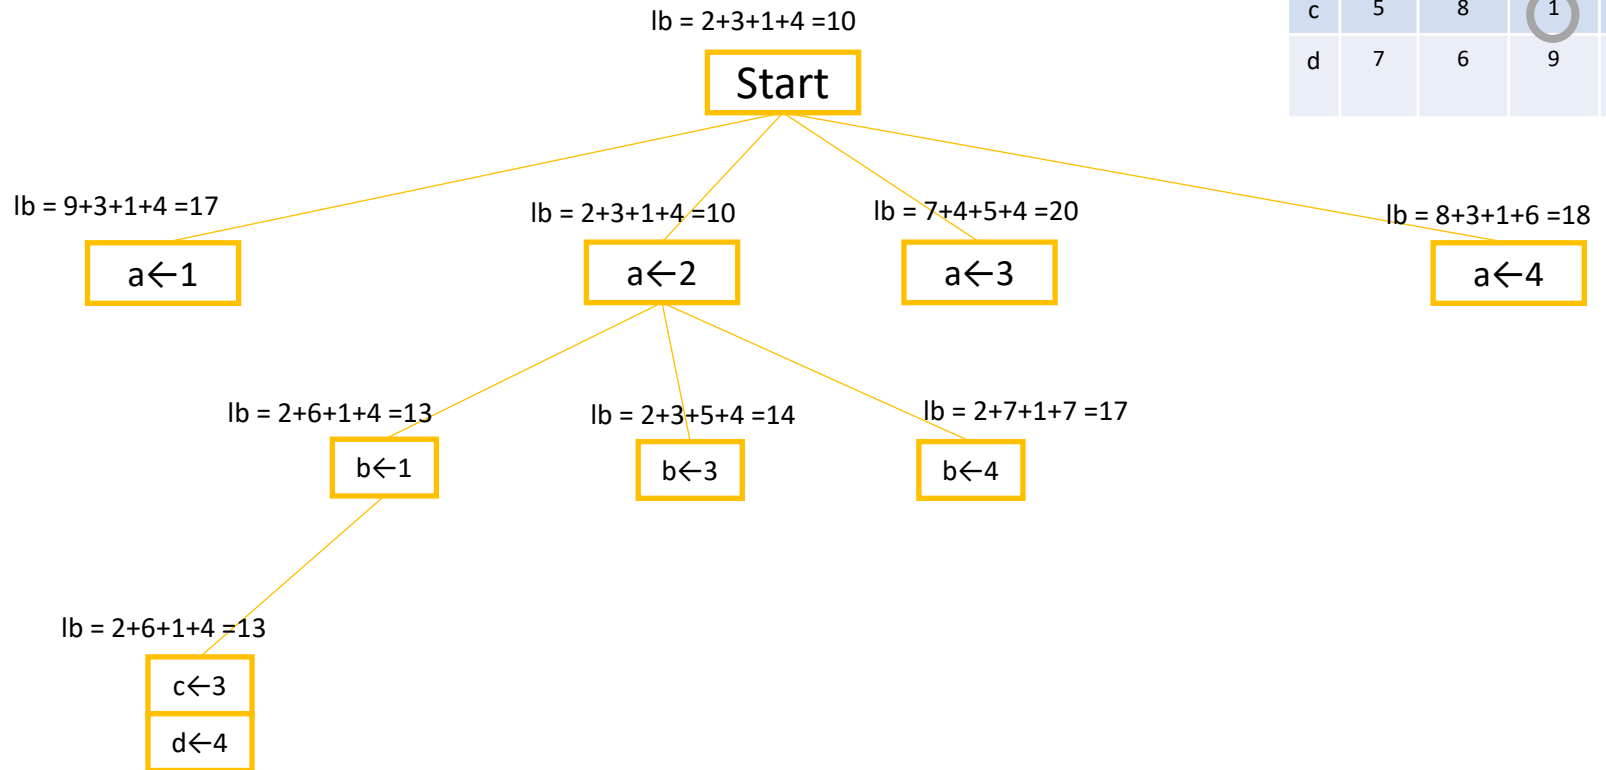 lb = 2+3+1+4 =10
c 5 8 1
d 7 6 9
Start
lb = 9+3+1+4 =17
lb = 2+3+1+4 =10
lb = 7+4+5+4 =20
lb = 8+3+1+6 =18
a←1
a←2
a←3
a←4
lb = 2+6+1+4 =13
lb = 2+3+5+4 =14
lb = 2+7+1+7 =17
b←1
b←3
b←4
lb = 2+6+1+4 =13
c←3
d←4